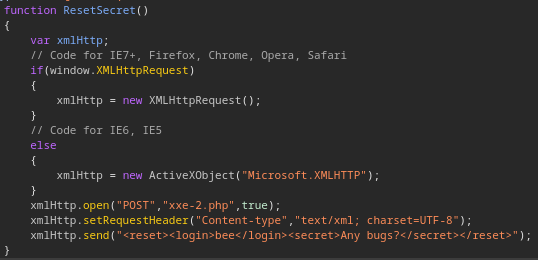 function ResetSecret()
{
    var xmlHttp;
    // Code for IE7+, Firefox, Chrome, Opera, Safari
    if(window.XMLHttpRequest)
    {
        xmlHttp = new XMLHttpRequest();
    }
    // Code for IE6, IE5
    else
    {
        xmlHttp = new ActiveXObject("Microsoft.XMLHTTP");
    }
    xmlHttp.open("POST","xxe-2.php",true);
    xmlHttp.setRequestHeader("Content-type","text/xml; charset=UTF-8");
    xmlHttp.send("<reset><login>bee</login><secret>Any bugs?</secret></reset>");
}